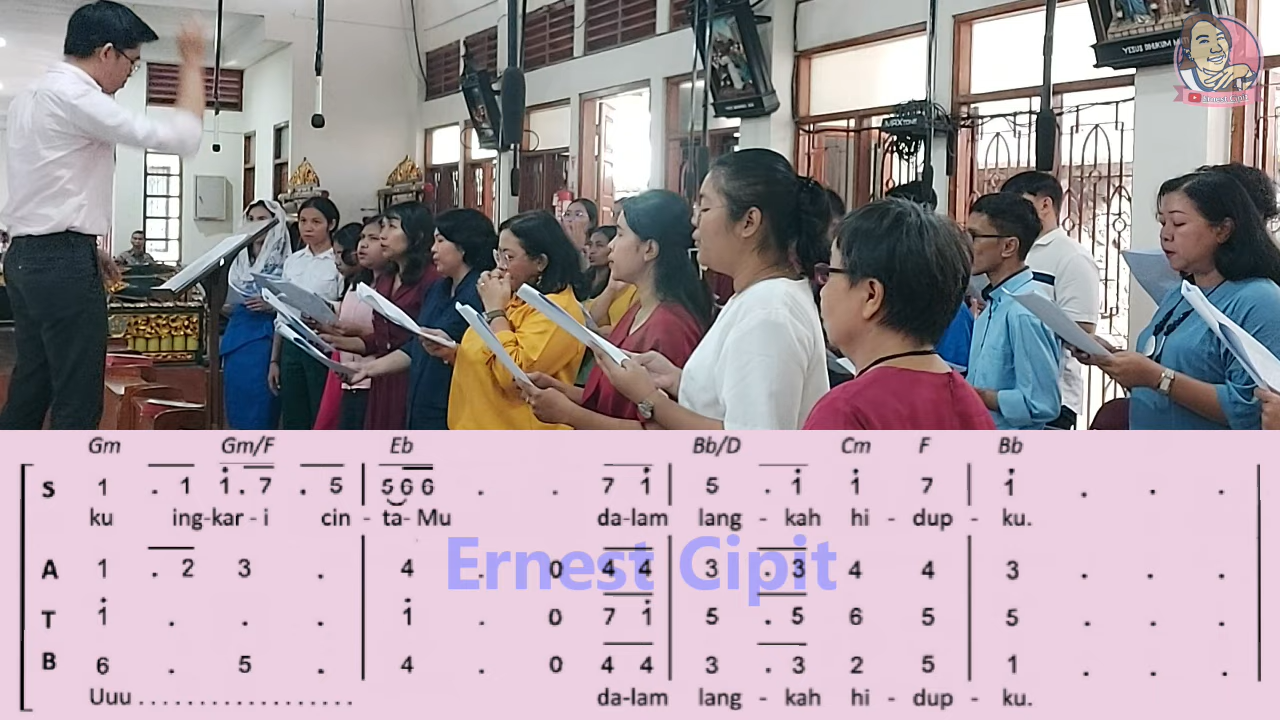 YESUS DIHUKUM M
Ernest Cipit
Gm Gm/F Eb Bb/D Cm F Bb
S 1 . 1 1 . 7 . 5 | 5 6 6 . . 7 1 | 5 . 1 1 7 | 1 . . .
ku ing-kar - i cin - ta- Mu da-lam lang - kah hi - dup - ku.
Ernest Cipit
A 1 . 2 3 . | 4 . 0 4 4 | 3 . 3 4 4 | 3 . . .
T 1 . . . | 1 . 0 7 1 | 5 . 5 6 5 | 5 . . .
B 6 . 5 . | 4 . 0 4 4 | 3 . 3 2 5 | 1 . . .
Uuu . . . . . . . . . . . . . . . . . . . da-lam lang - kah hi - dup - ku.